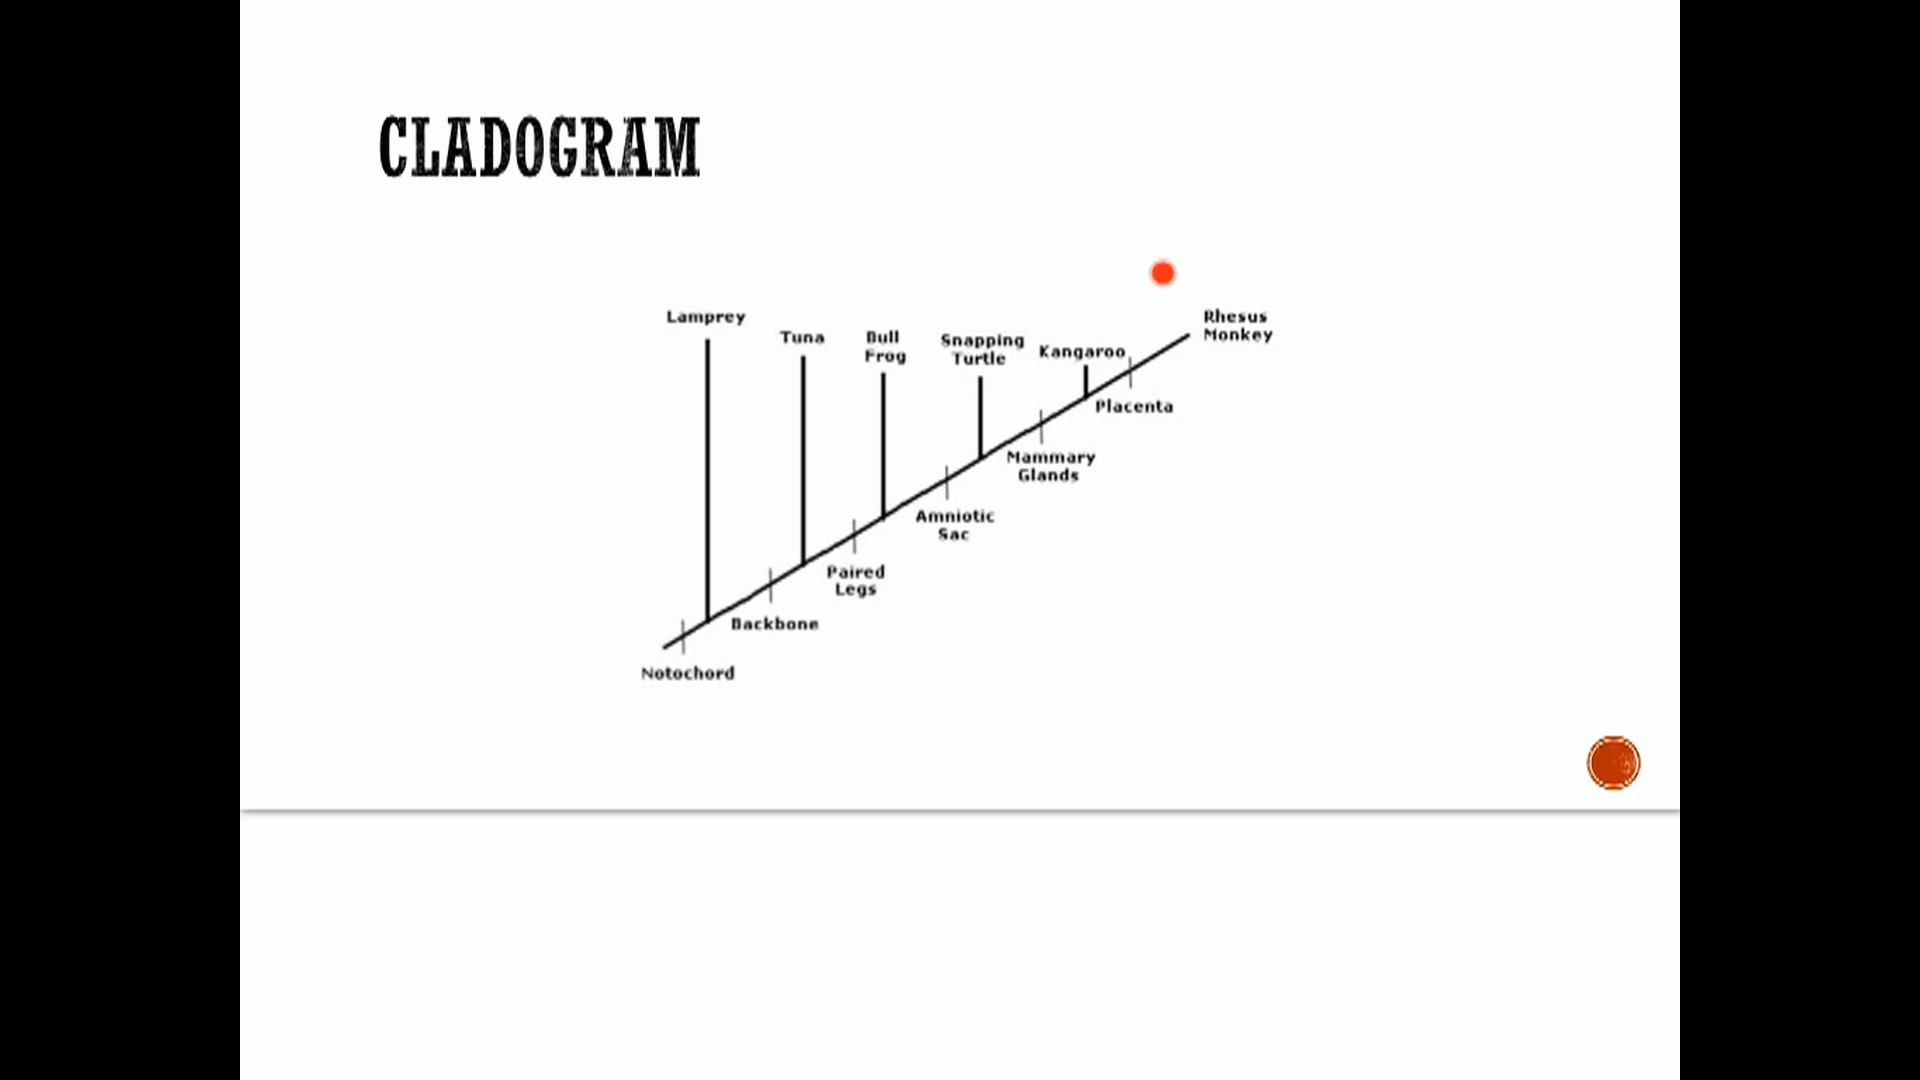 CLADOGRAM
Lamprey
Tuna
Bull
Frog
Snapping
Turtle
Kangaroo
Rhesus
Monkey
Placenta
Mammary
Glands
Amniotic
Sac
Paired
Legs
Backbone
Notochord